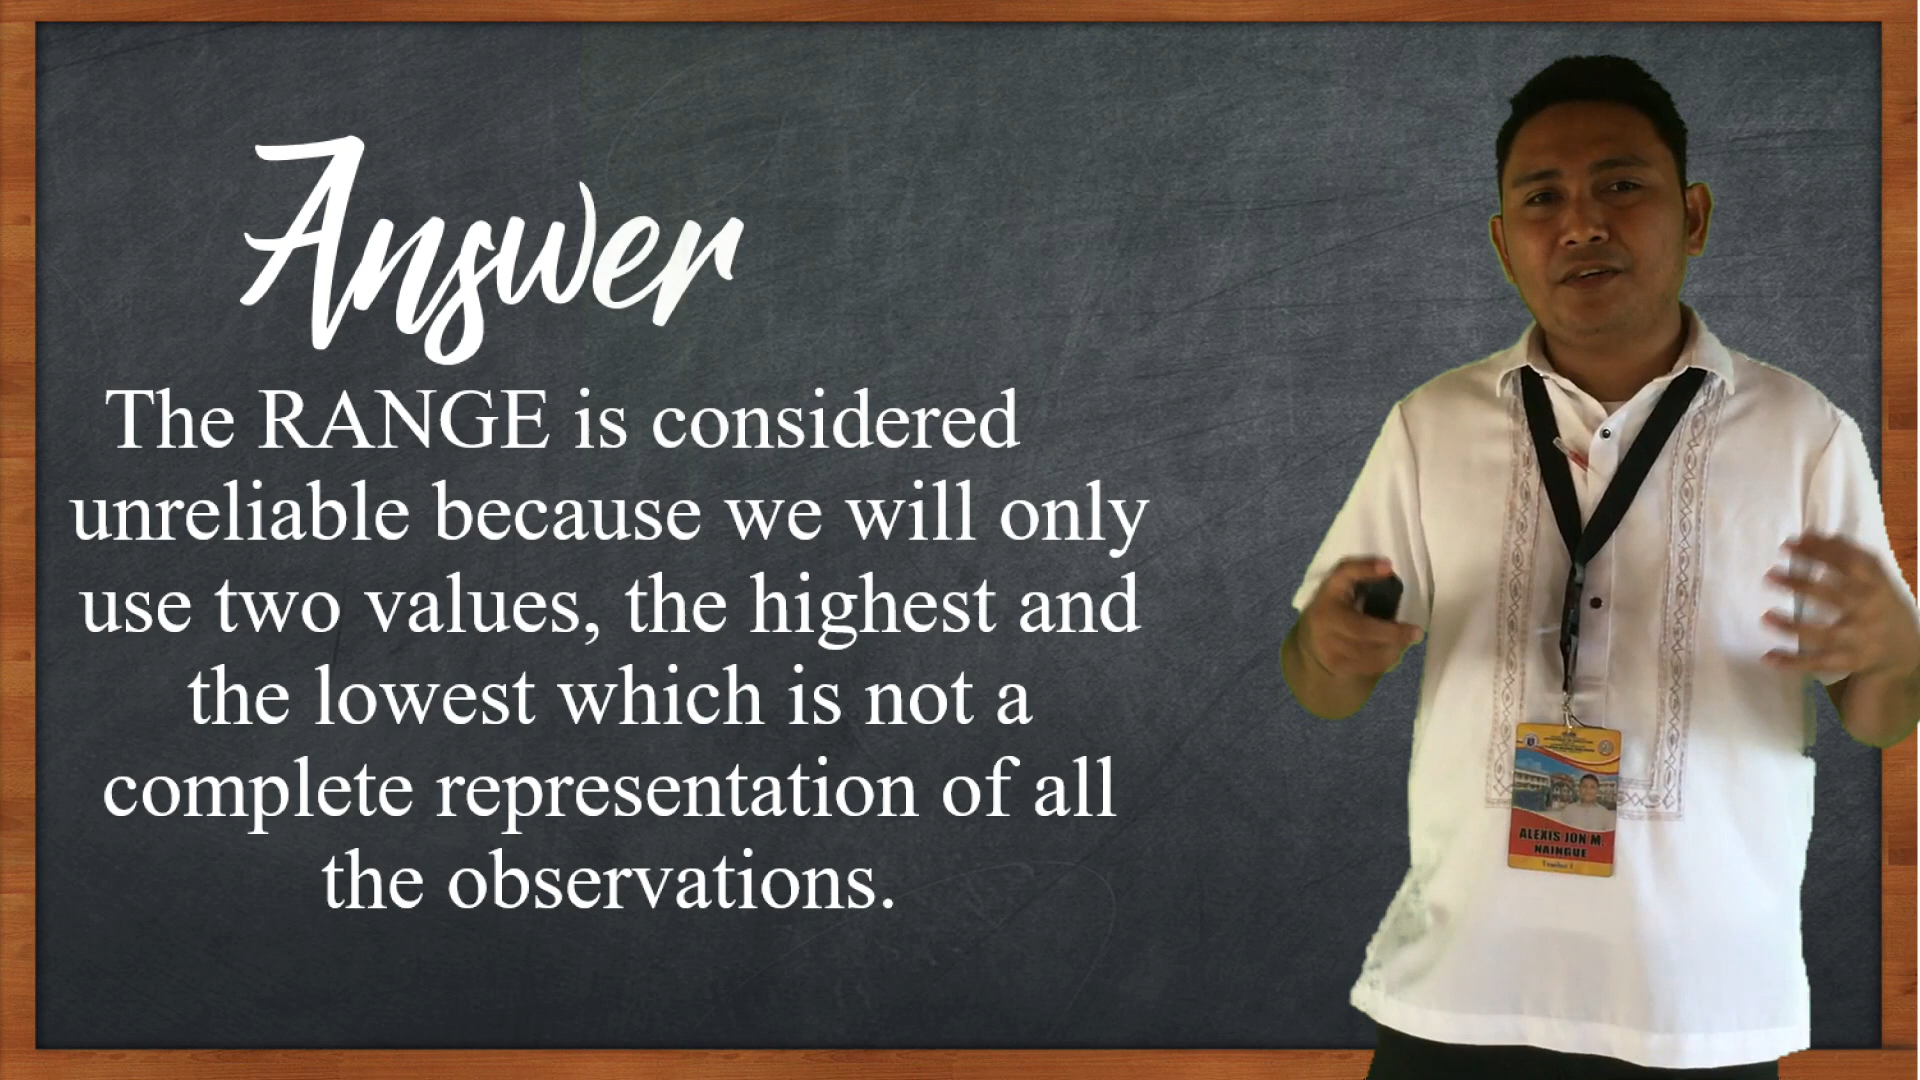 Answer
The RANGE is considered
unreliable because we will only
use two values, the highest and
the lowest which is not a
complete representation of all
the observations.
ALEXIS JON M.
NAINGUE
Teacher I